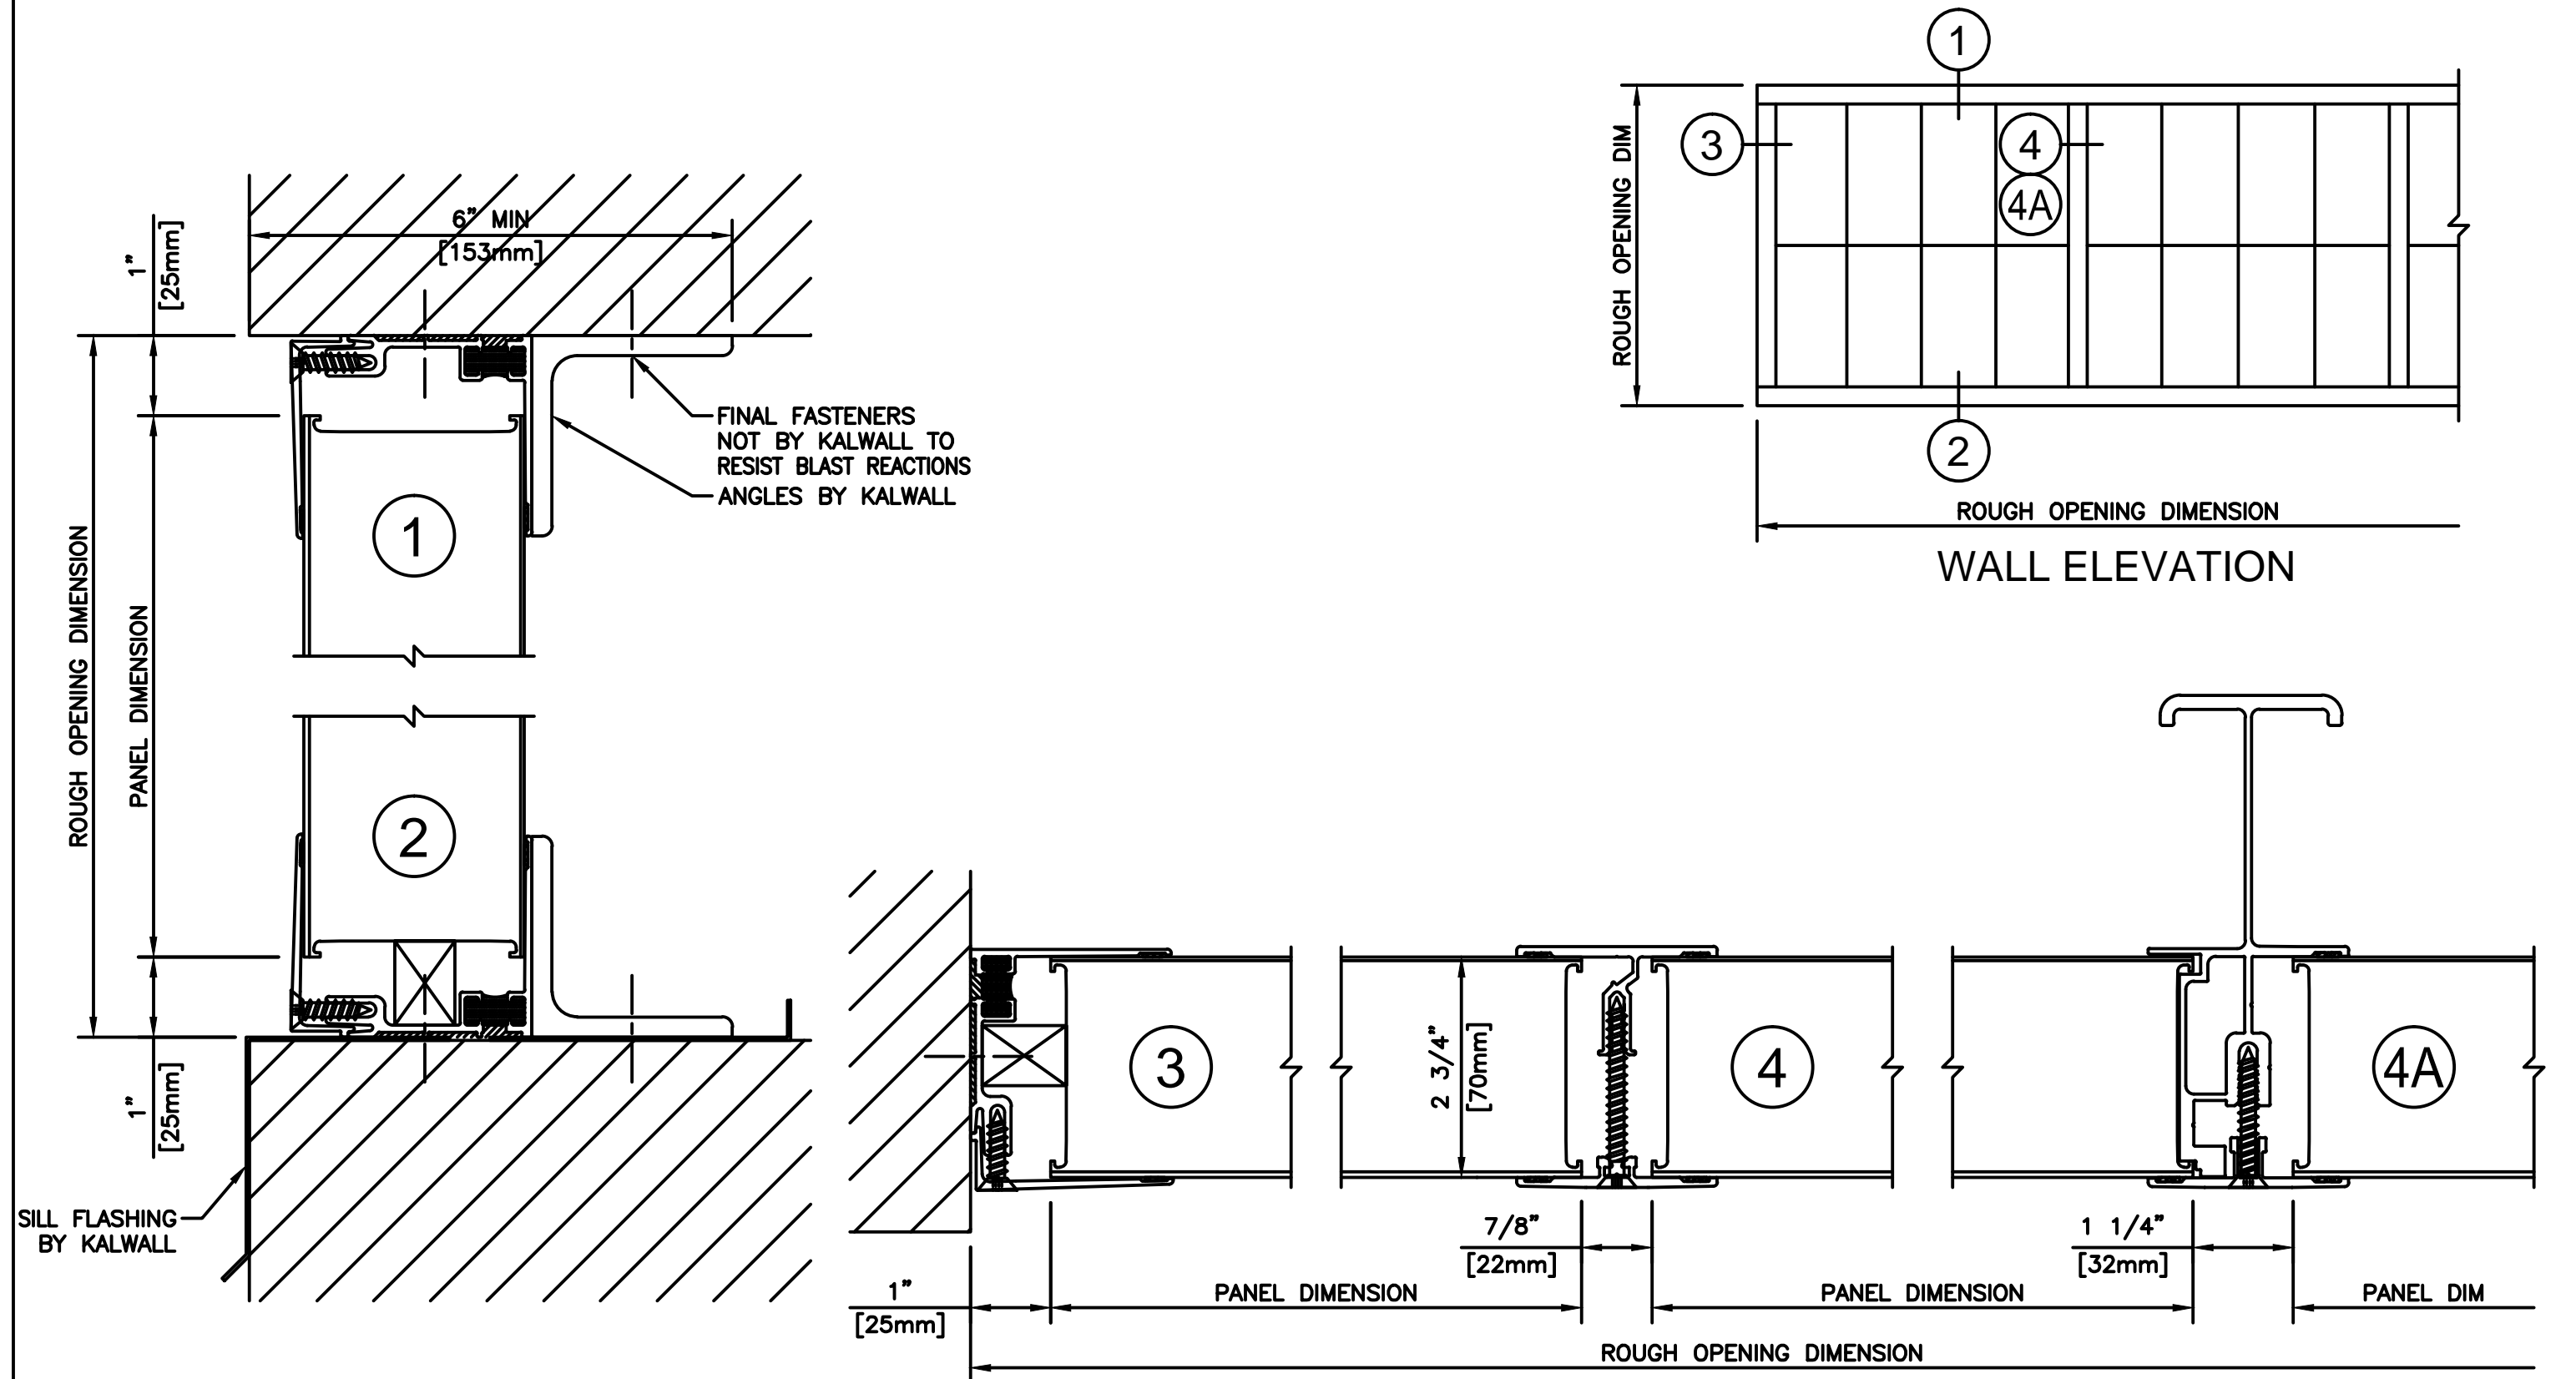 1
3
4
4A
2
ROUGH OPENING DIM
ROUGH OPENING DIMENSION
WALL ELEVATION
6” MIN
[153mm]
1”
[25mm]
FINAL FASTENERS
NOT BY KALWALL TO
RESIST BLAST REACTIONS
ANGLES BY KALWALL
1
ROUGH OPENING DIMENSION
PANEL DIMENSION
2
1”
[25mm]
SILL FLASHING
BY KALWALL
3
2 3/4”
[70mm]
4
4A
7/8”
[22mm]
1 1/4”
[32mm]
1”
[25mm]
PANEL DIMENSION
PANEL DIMENSION
PANEL DIM
ROUGH OPENING DIMENSION